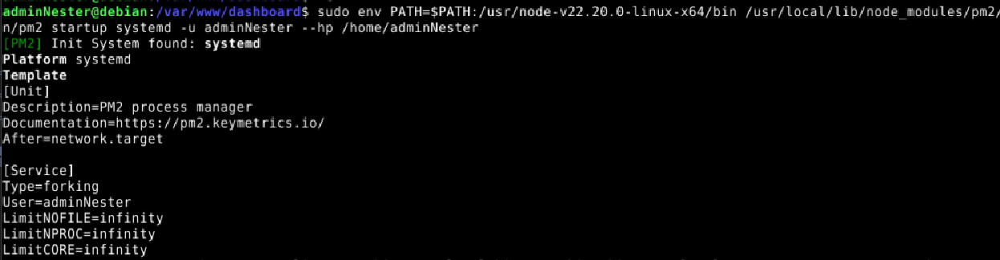 adminNester@debian:/var/www/dashboard$ sudo env PATH=$PATH:/usr/node-v22.20.0-linux-x64/bin /usr/local/lib/node_modules/pm2/
n/pm2 startup systemd -u adminNester --hp /home/adminNester
[PM2] Init System found: systemd
Platform systemd
Template
[Unit]
Description=PM2 process manager
Documentation=https://pm2.keymetrics.io/
After=network.target

[Service]
Type=forking
User=adminNester
LimitNOFILE=infinity
LimitNPROC=infinity
LimitCORE=infinity